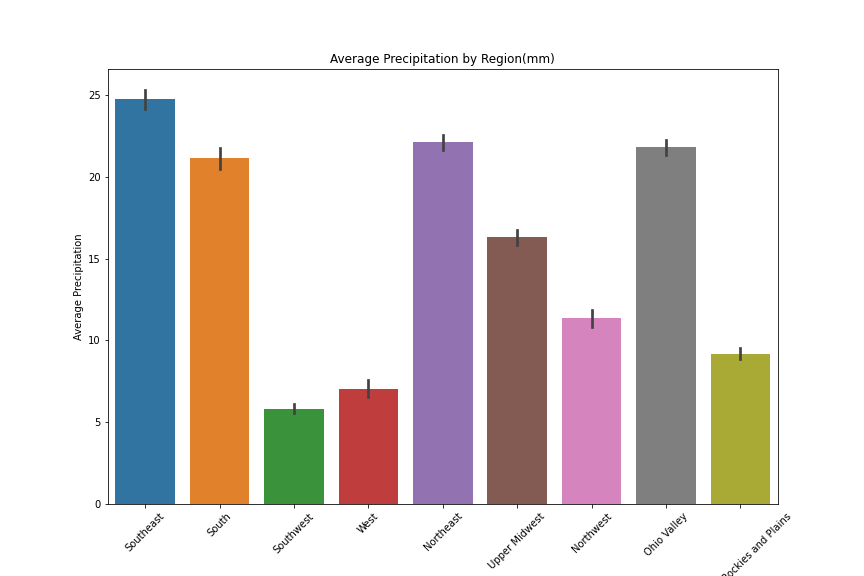 Average Precipitation by Region(mm)
Average Precipitation
25
20
15
10
5
0
Southeast
South
Southwest
West
Northeast
Upper Midwest
Northwest
Ohio Valley
Rockies and Plains